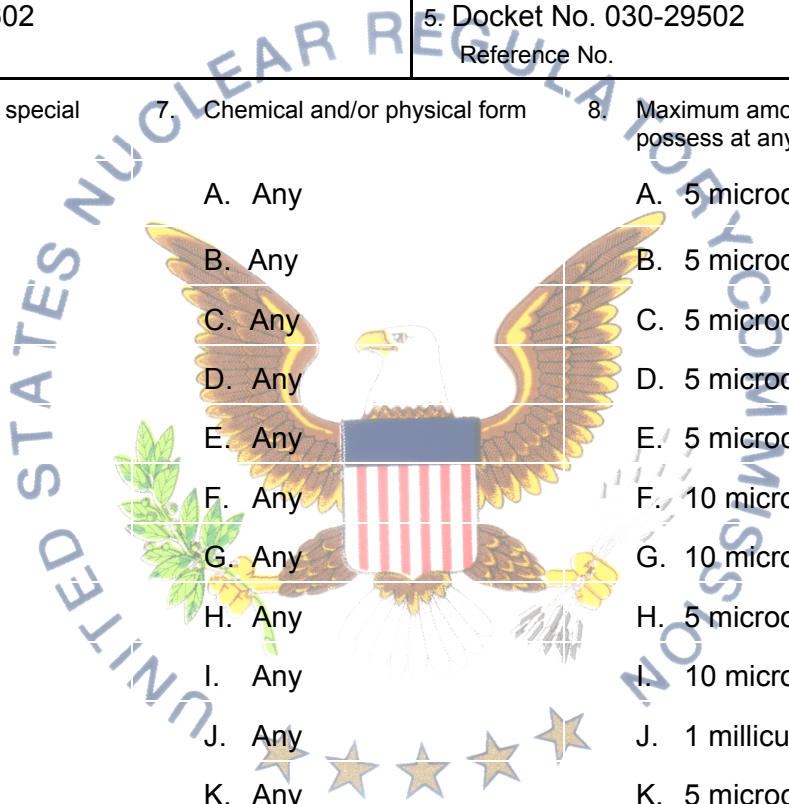 02 5. Docket No. 030-29502
Reference No.
special 7. Chemical and/or physical form 8. Maximum amo
possess at any
A. Any A. 5 microc
B. Any B. 5 microc
C. Any C. 5 microc
D. Any D. 5 microc
E. Any E. 5 microc
F. Any F. 10 micro
G. Any G. 10 micro
H. Any H. 5 microc
I. Any I. 10 micro
J. Any J. 1 millicu
K. Any K. 5 microc
UNITED STATES NUCLEAR REGULATORY COMMISSION